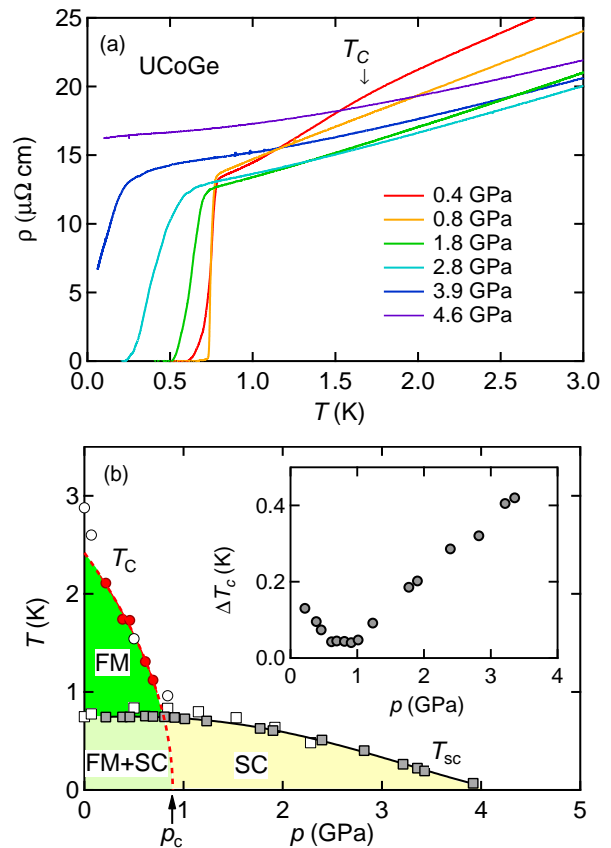 (a)
UCoGe
T_C
↓
25
20
15
10
5
0
ρ (μΩ cm)
0.4 GPa
0.8 GPa
1.8 GPa
2.8 GPa
3.9 GPa
4.6 GPa
0.0 0.5 1.0 1.5 2.0 2.5 3.0
T (K)
(b)
3
2
1
0
T (K)
T_C
FM
FM+SC
SC
T_sc
0.4
0.2
0.0
ΔT_c (K)
0 1 2 3 4
p (GPa)
0 1 2 3 4 5
p_c
p (GPa)